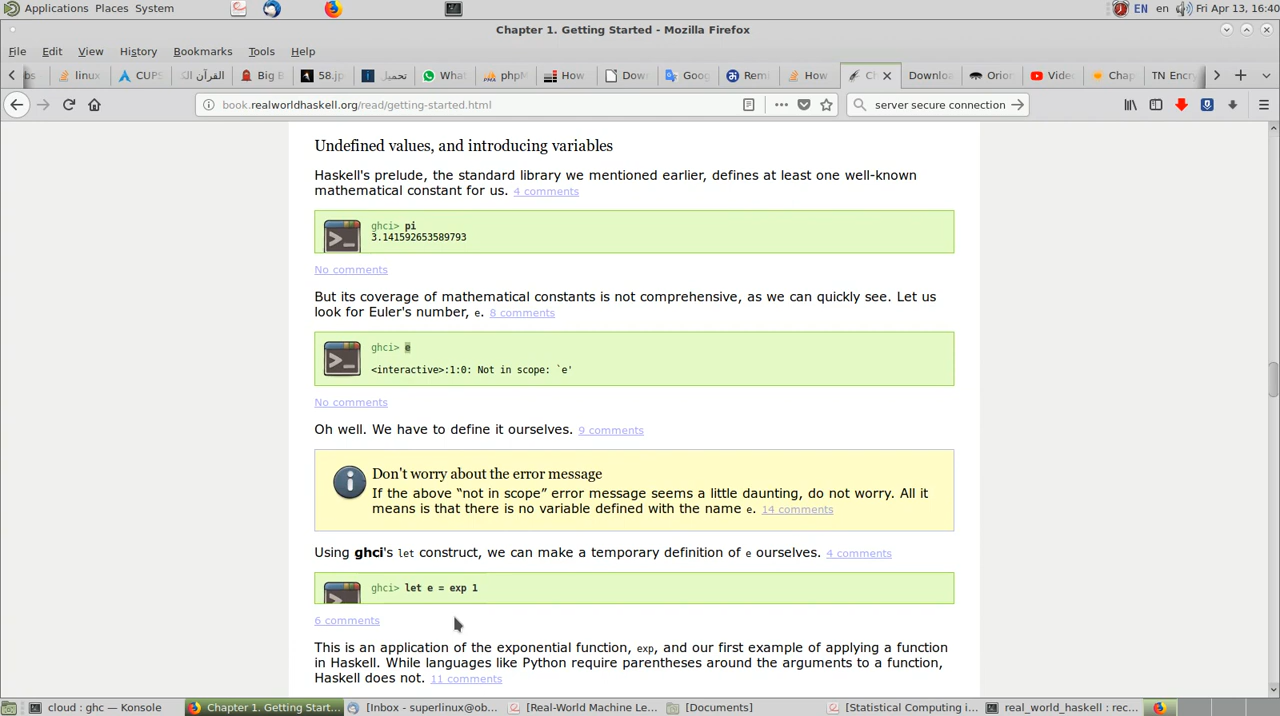 Applications Places System
EN en Fri Apr 13, 16:40
Chapter 1. Getting Started - Mozilla Firefox
File Edit View History Bookmarks Tools Help
linux CUPS القرآن ال Big B 58.jp تحميل What phpM How Dow Goog Remi How Ch Downloa Orion Video Chap TN Encry
book.realworldhaskell.org/read/getting-started.html
server secure connection
Undefined values, and introducing variables
Haskell's prelude, the standard library we mentioned earlier, defines at least one well-known
mathematical constant for us. 4 comments
ghci> pi
3.141592653589793
No comments
But its coverage of mathematical constants is not comprehensive, as we can quickly see. Let us
look for Euler's number, e. 8 comments
ghci> e
<interactive>:1:0: Not in scope: `e'
No comments
Oh well. We have to define it ourselves. 9 comments
Don't worry about the error message
If the above “not in scope” error message seems a little daunting, do not worry. All it
means is that there is no variable defined with the name e. 14 comments
Using ghci's let construct, we can make a temporary definition of e ourselves. 4 comments
ghci> let e = exp 1
6 comments
This is an application of the exponential function, exp, and our first example of applying a function
in Haskell. While languages like Python require parentheses around the arguments to a function,
Haskell does not. 11 comments
cloud : ghc — Konsole Chapter 1. Getting Start... [Inbox - superlinux@ob... [Real-World Machine Le... [Documents] [Statistical Computing i... real_world_haskell : rec...